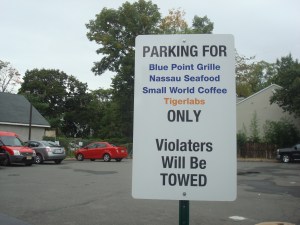 PARKING FOR
Blue Point Grille
Nassau Seafood
Small World Coffee
Tigerlabs
ONLY
Violaters
Will Be
TOWED